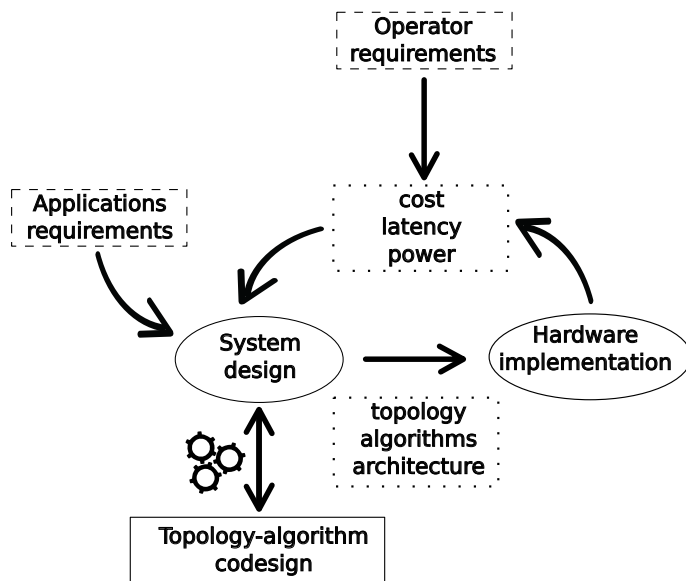 Operator
requirements
Applications
requirements
cost
latency
power
System
design
Hardware
implementation
topology
algorithms
architecture
Topology-algorithm
codesign